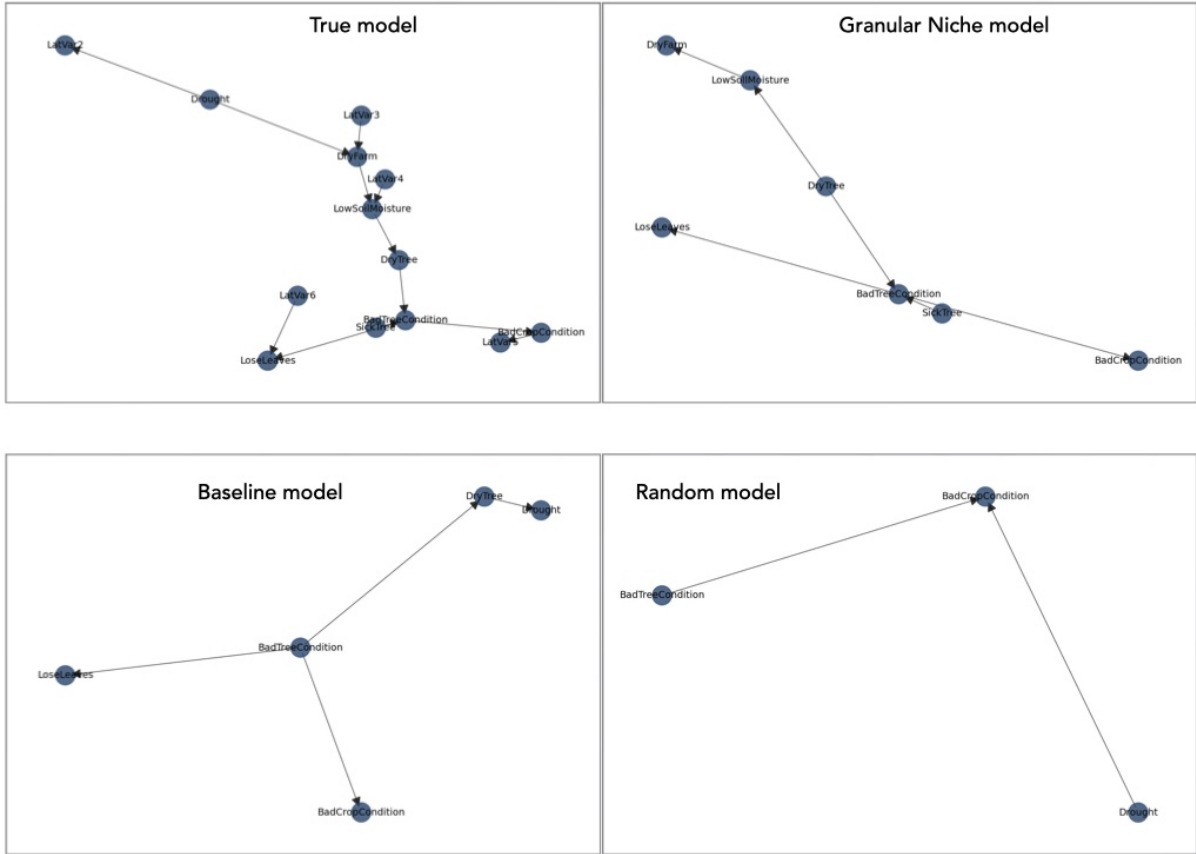 True model
LatVar2
Drought
LatVar3
DryFarm
LatVar4
LowSoilMoisture
DryTree
LatVar6
BadTreeCondition
SickTree
BadCropCondition
LoseLeaves
Granular Niche model
DryFarm
LowSoilMoisture
DryTree
LoseLeaves
BadTreeCondition
SickTree
BadCropCondition
Baseline model
DryTree
Drought
BadTreeCondition
LoseLeaves
BadCropCondition
Random model
BadCropCondition
BadTreeCondition
Drought